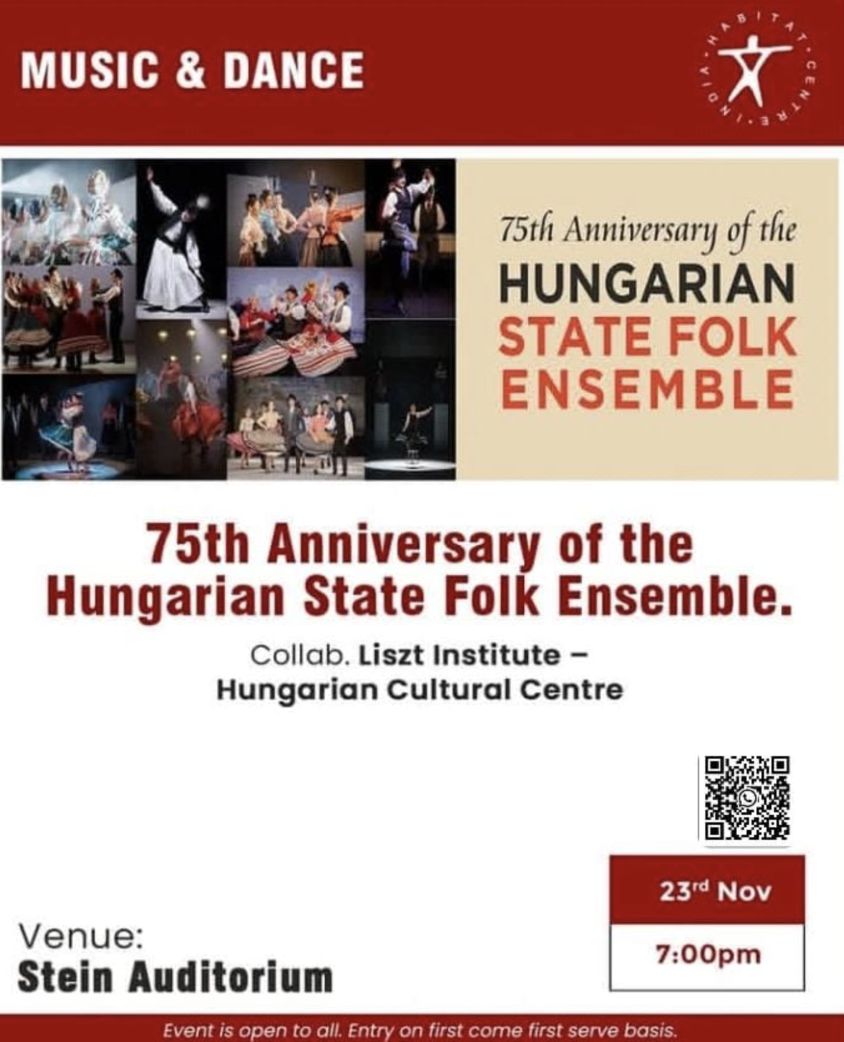 MUSIC & DANCE
INDIA · HABITAT · CENTRE ·
75th Anniversary of the
HUNGARIAN
STATE FOLK
ENSEMBLE
75th Anniversary of the
Hungarian State Folk Ensemble.
Collab. Liszt Institute –
Hungarian Cultural Centre
23rd Nov
7:00pm
Venue:
Stein Auditorium
Event is open to all. Entry on first come first serve basis.